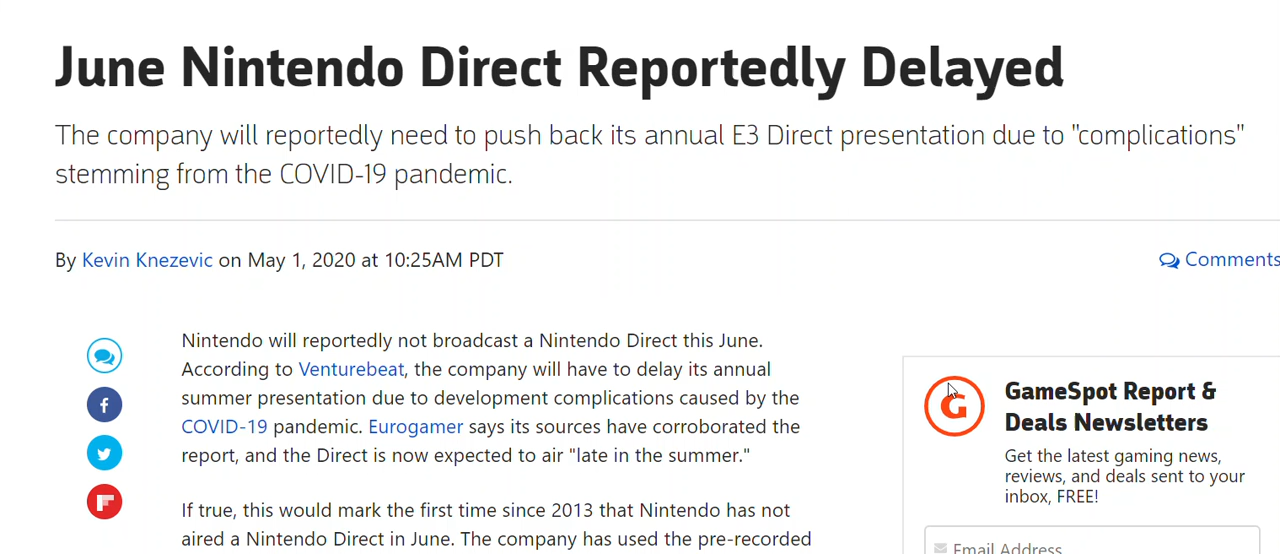 June Nintendo Direct Reportedly Delayed
The company will reportedly need to push back its annual E3 Direct presentation due to "complications"
stemming from the COVID-19 pandemic.
By Kevin Knezevic on May 1, 2020 at 10:25AM PDT
Comments
Nintendo will reportedly not broadcast a Nintendo Direct this June.
According to Venturebeat, the company will have to delay its annual
summer presentation due to development complications caused by the
COVID-19 pandemic. Eurogamer says its sources have corroborated the
report, and the Direct is now expected to air "late in the summer."
If true, this would mark the first time since 2013 that Nintendo has not
aired a Nintendo Direct in June. The company has used the pre-recorded
G
GameSpot Report &
Deals Newsletters
Get the latest gaming news,
reviews, and deals sent to your
inbox, FREE!
Email Address